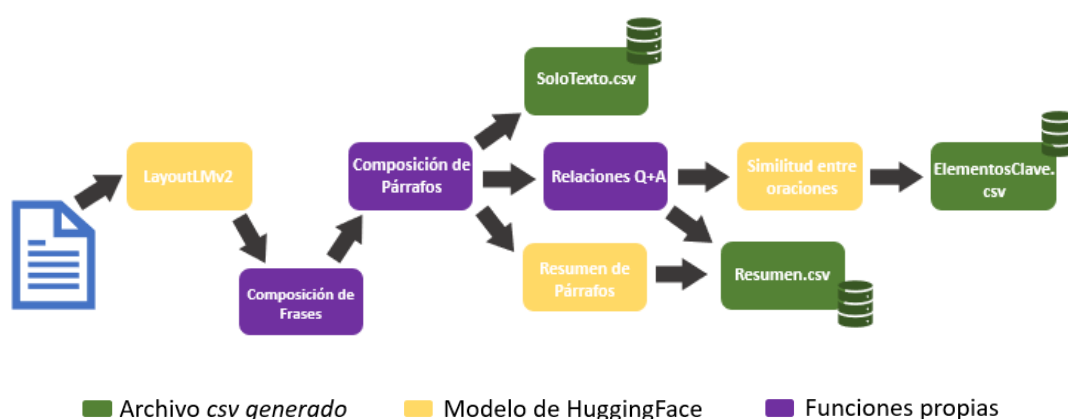 SoloTexto.csv
LayoutLMv2
Composición de
Párrafos
Relaciones Q+A
Similitud entre
oraciones
ElementosClave.
csv
Composición de
Frases
Resumen de
Párrafos
Resumen.csv
Archivo csv generado
Modelo de HuggingFace
Funciones propias